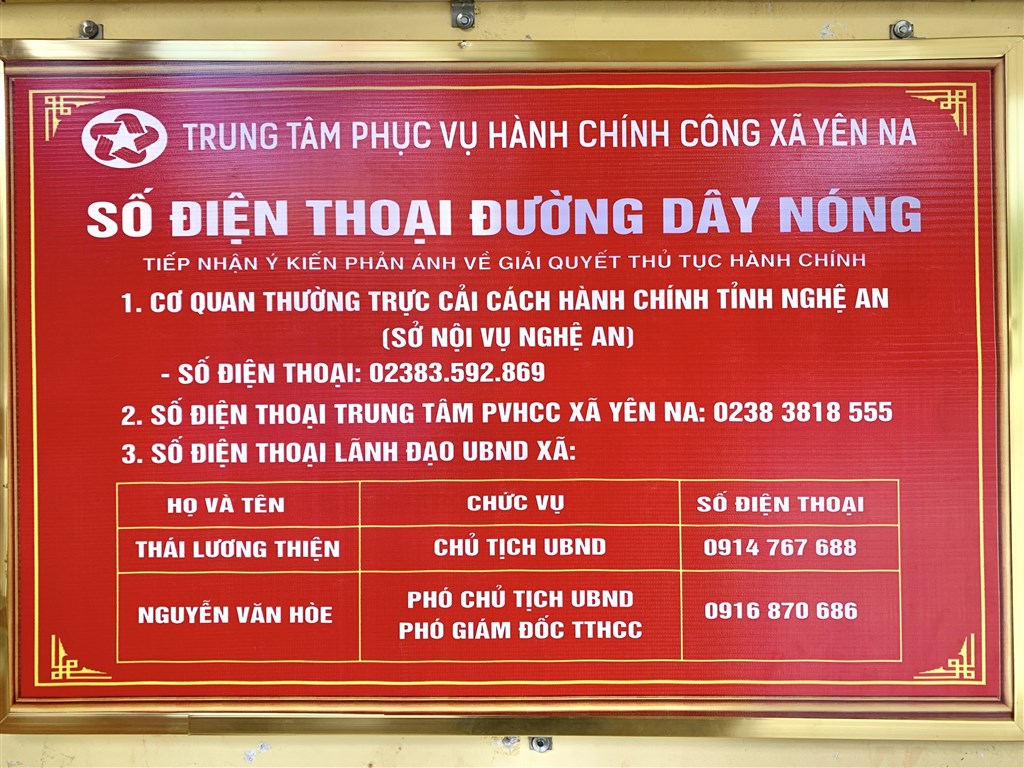 TRUNG TÂM PHỤC VỤ HÀNH CHÍNH CÔNG XÃ YÊN NA
SỐ ĐIỆN THOẠI ĐƯỜNG DÂY NÓNG
TIẾP NHẬN Ý KIẾN PHẢN ÁNH VỀ GIẢI QUYẾT THỦ TỤC HÀNH CHÍNH
1. CƠ QUAN THƯỜNG TRỰC CẢI CÁCH HÀNH CHÍNH TỈNH NGHỆ AN
(SỞ NỘI VỤ NGHỆ AN)
- SỐ ĐIỆN THOẠI: 02383.592.869
2. SỐ ĐIỆN THOẠI TRUNG TÂM PVHCC XÃ YÊN NA: 0238 3818 555
3. SỐ ĐIỆN THOẠI LÃNH ĐẠO UBND XÃ:
HỌ VÀ TÊN CHỨC VỤ SỐ ĐIỆN THOẠI
THÁI LƯƠNG THIỆN CHỦ TỊCH UBND 0914 767 688
NGUYỄN VĂN HÒE PHÓ CHỦ TỊCH UBND 0916 870 686
PHÓ GIÁM ĐỐC TTHCC